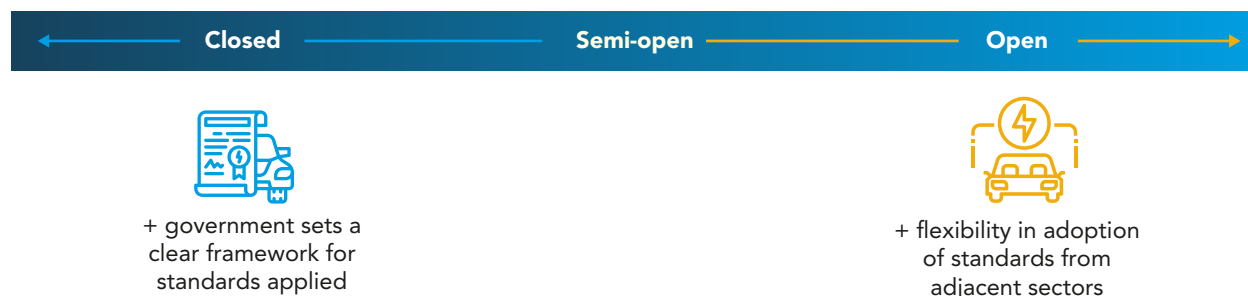 Closed
Semi-open
Open
+ government sets a
clear framework for
standards applied
+ flexibility in adoption
of standards from
adjacent sectors